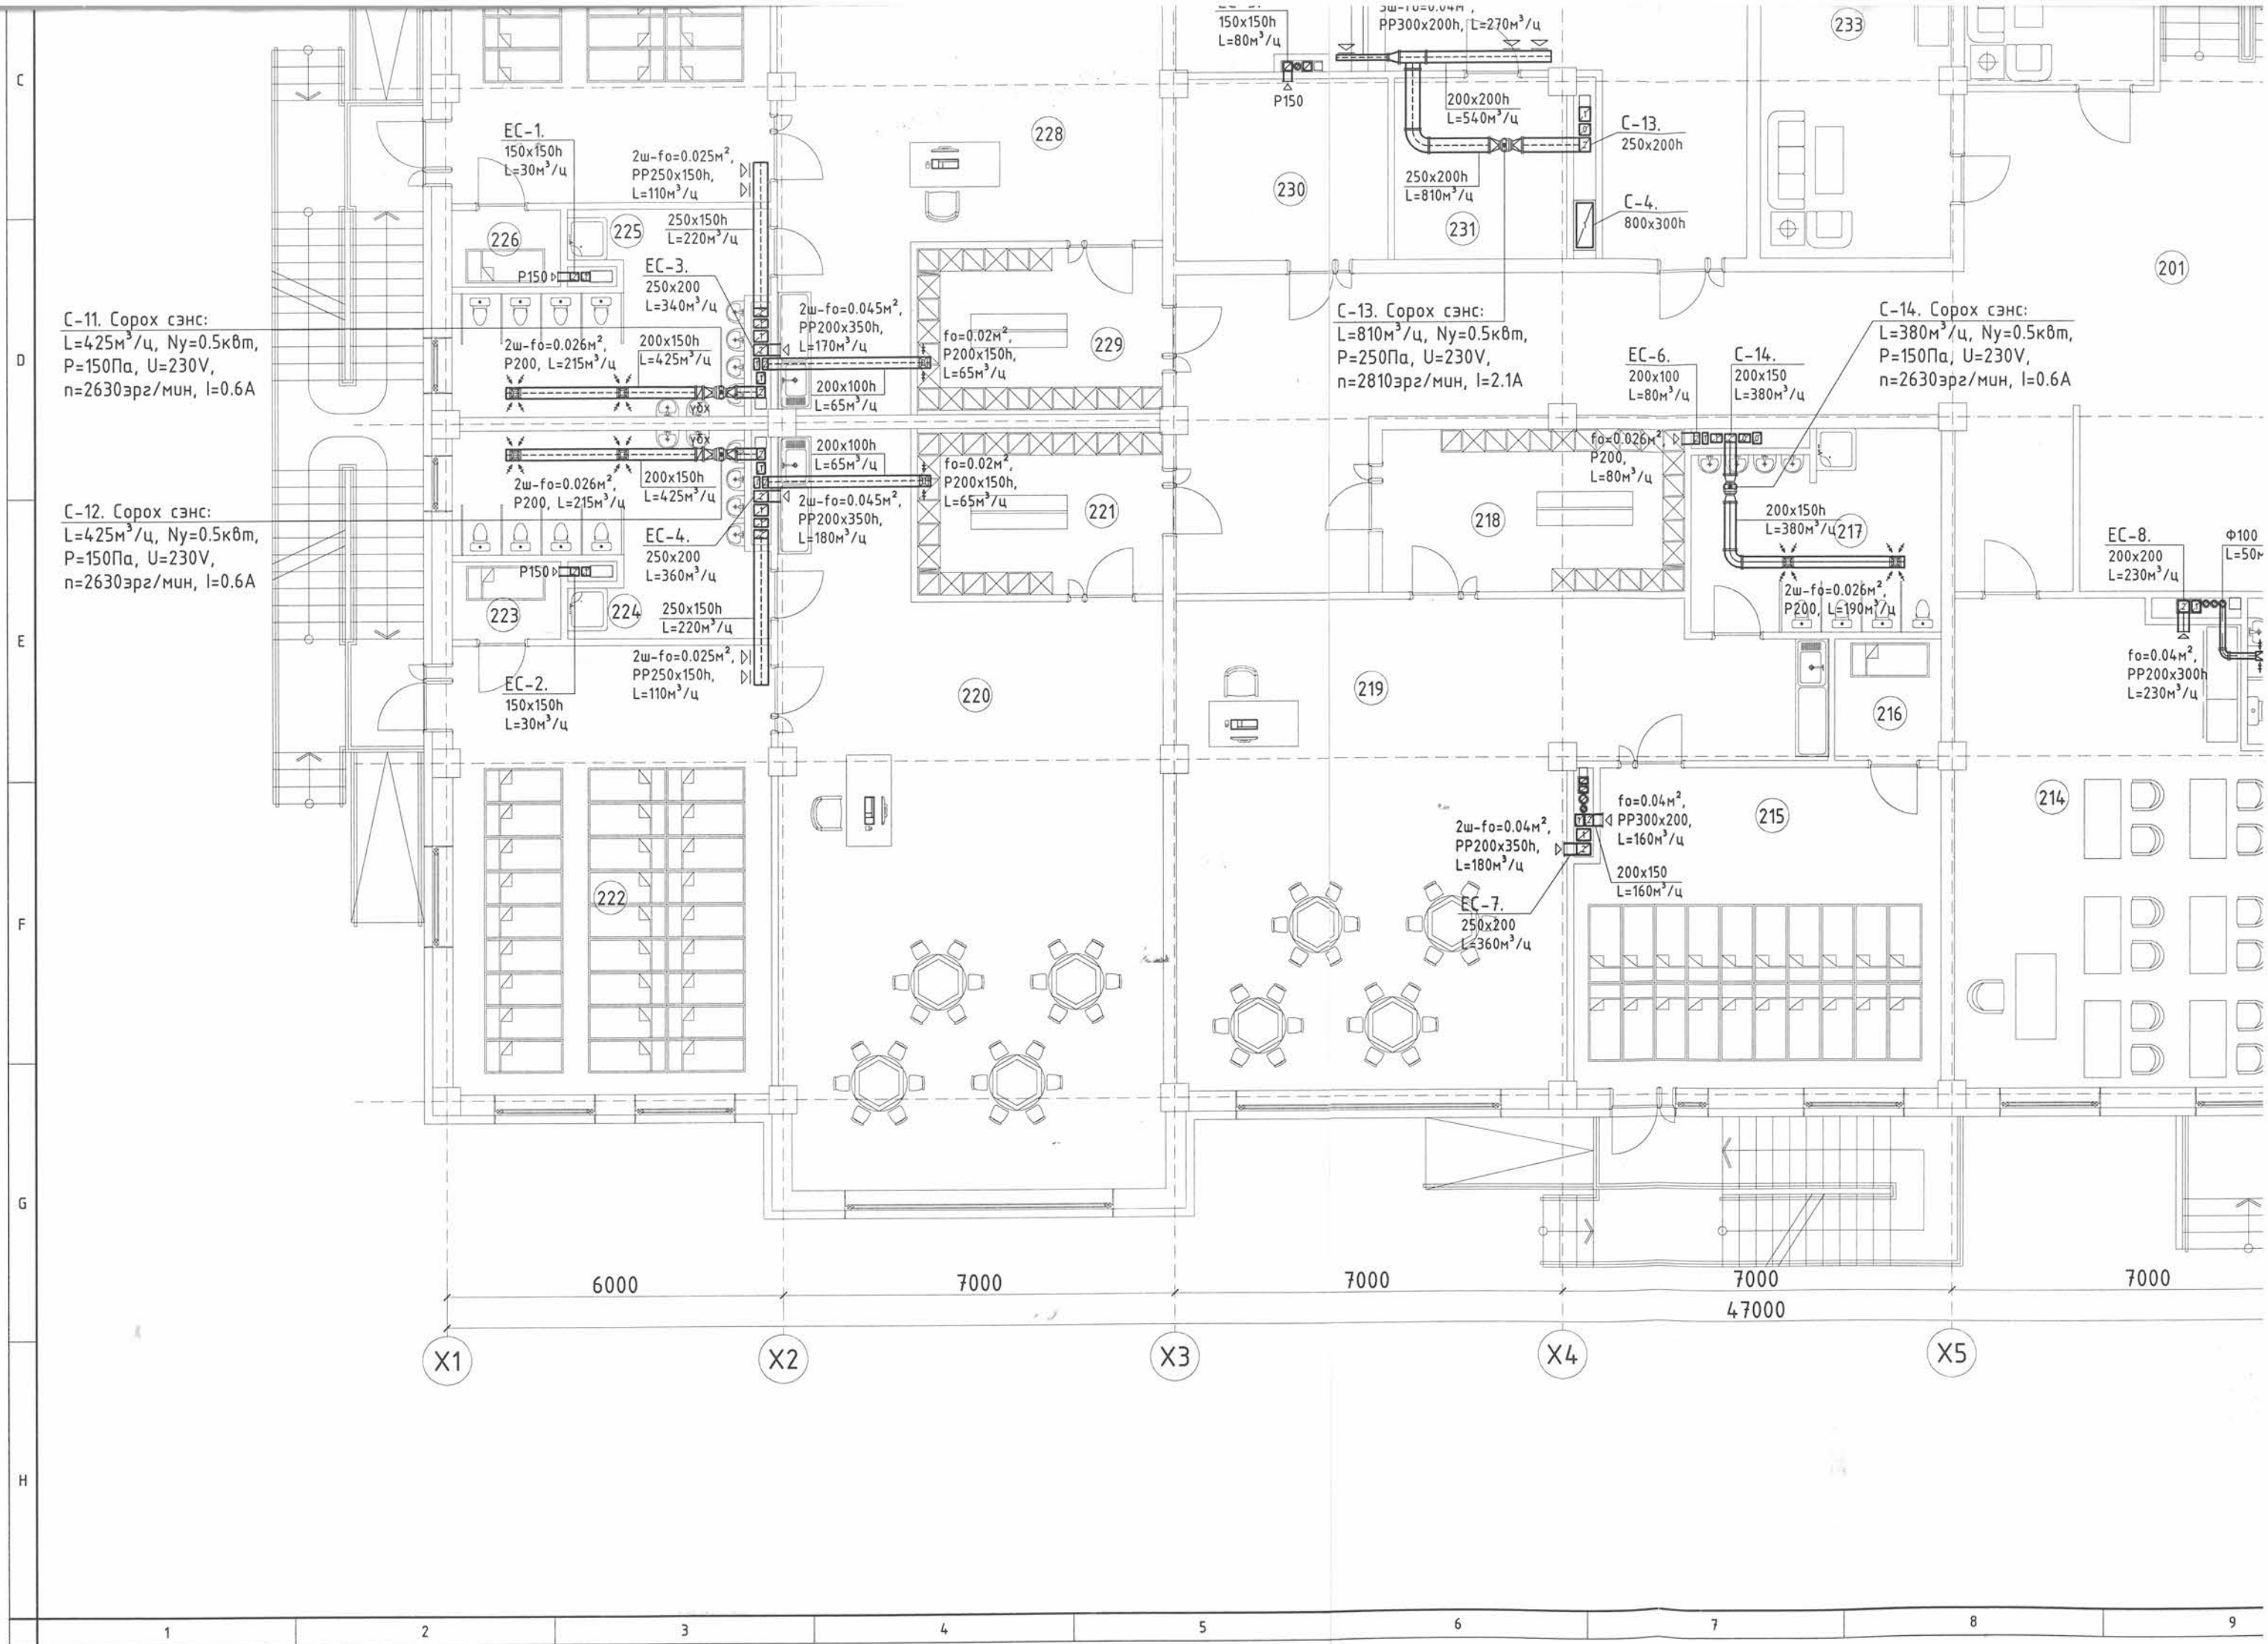 150x150h
L=80м³/ц
PP300x200h, L=270м³/ц
P150
200x200h
L=540м³/ц
C-13.
250x200h
250x200h
L=810м³/ц
C-4.
800x300h
233
228
230
231
201
EC-1.
150x150h
L=30м³/ц
2ш-fo=0.025м²,
PP250x150h,
L=110м³/ц
250x150h
L=220м³/ц
226
225
P150
EC-3.
250x200
L=340м³/ц
C-11. Сорох сэнс:
L=425м³/ц, Nу=0.5кВт,
P=150Па, U=230V,
n=2630эрг/мин, I=0.6A
2ш-fo=0.026м²,
P200, L=215м³/ц
200x150h
L=425м³/ц
2ш-fo=0.045м²,
PP200x350h,
L=170м³/ц
200x100h
L=65м³/ц
fo=0.02м²,
P200x150h,
L=65м³/ц
229
C-13. Сорох сэнс:
L=810м³/ц, Nу=0.5кВт,
P=250Па, U=230V,
n=2810эрг/мин, I=2.1A
C-14. Сорох сэнс:
L=380м³/ц, Nу=0.5кВт,
P=150Па, U=230V,
n=2630эрг/мин, I=0.6A
EC-6.
200x100
L=80м³/ц
C-14.
200x150
L=380м³/ц
убх
убх
C-12. Сорох сэнс:
L=425м³/ц, Nу=0.5кВт,
P=150Па, U=230V,
n=2630эрг/мин, I=0.6A
2ш-fo=0.026м²,
P200, L=215м³/ц
200x150h
L=425м³/ц
200x100h
L=65м³/ц
2ш-fo=0.045м²,
PP200x350h,
L=180м³/ц
fo=0.02м²,
P200x150h,
L=65м³/ц
221
218
fo=0.026м²,
P200,
L=80м³/ц
200x150h
L=380м³/ц
217
2ш-fo=0.026м²,
P200, L=190м³/ц
EC-8.
200x200
L=230м³/ц
Ф100
fo=0.04м²,
PP200x300h
L=230м³/ц
EC-4.
250x200
L=360м³/ц
P150
223
224
250x150h
L=220м³/ц
2ш-fo=0.025м²,
PP250x150h,
L=110м³/ц
EC-2.
150x150h
L=30м³/ц
220
219
216
222
215
214
2ш-fo=0.04м²,
PP200x350h,
L=180м³/ц
fo=0.04м²,
PP300x200,
L=160м³/ц
200x150
L=160м³/ц
EC-7.
250x200
L=360м³/ц
6000
7000
7000
7000
7000
47000
X1
X2
X3
X4
X5
C
D
E
F
G
H
1
2
3
4
5
6
7
8
9